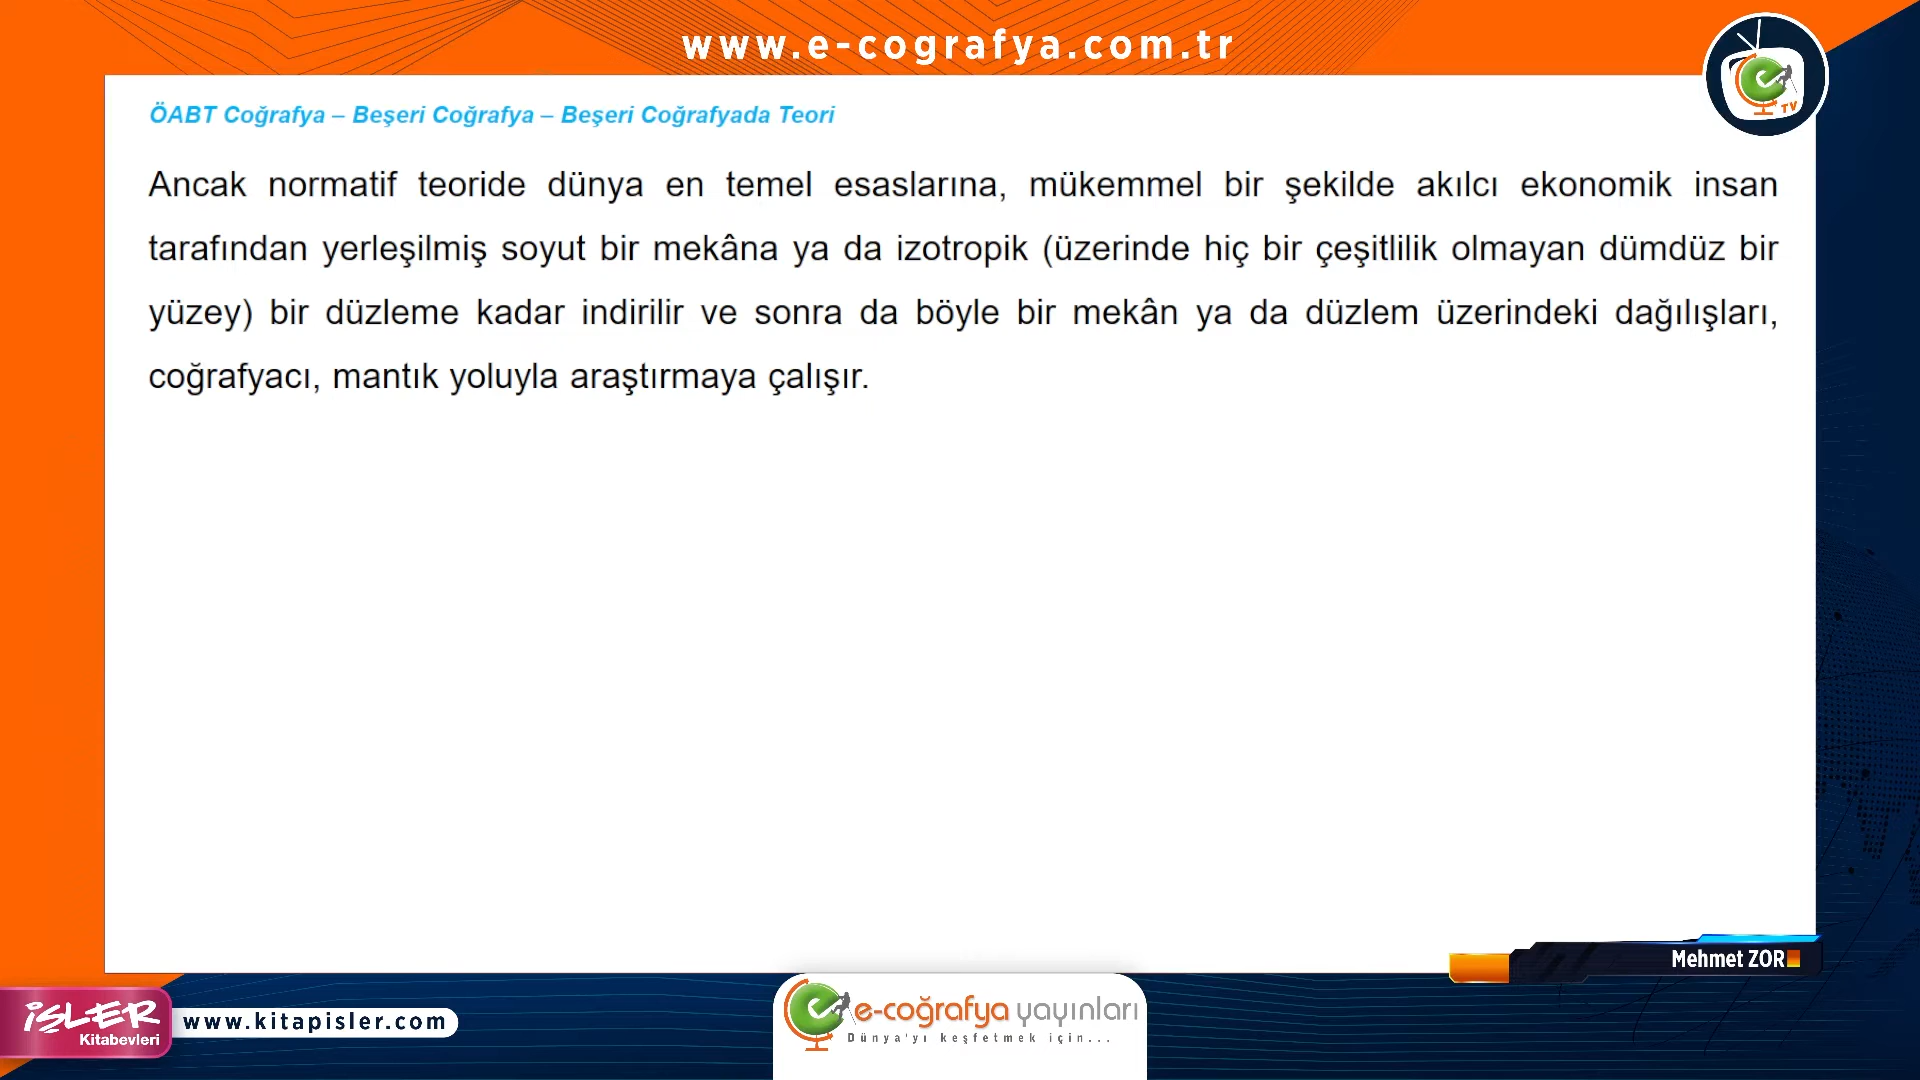 www.e-cografya.com.tr
TV
ÖABT Coğrafya – Beşeri Coğrafya – Beşeri Coğrafyada Teori
Ancak normatif teoride dünya en temel esaslarına, mükemmel bir şekilde akılcı ekonomik insan
tarafından yerleşilmiş soyut bir mekâna ya da izotropik (üzerinde hiç bir çeşitlilik olmayan dümdüz bir
yüzey) bir düzleme kadar indirilir ve sonra da böyle bir mekân ya da düzlem üzerindeki dağılışları,
coğrafyacı, mantık yoluyla araştırmaya çalışır.
Mehmet ZOR
İŞLER
Kitabevleri
www.kitapisler.com
e-coğrafya yayınları
Dünya'yı keşfetmek için...